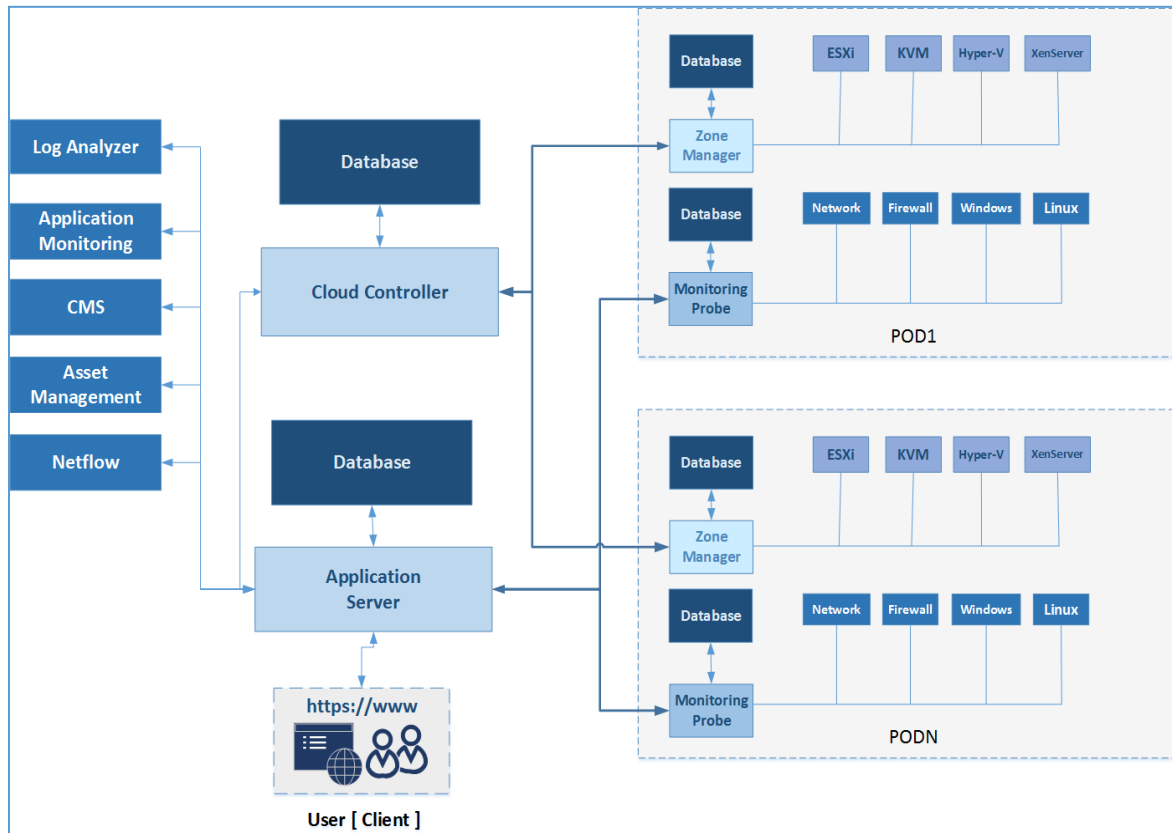 Log Analyzer
Application
Monitoring
CMS
Asset
Management
Netflow
Database
Cloud Controller
Database
Application
Server
https://www
User [ Client ]
Database
ESXi
KVM
Hyper-V
XenServer
Zone
Manager
Database
Network
Firewall
Windows
Linux
Monitoring
Probe
POD1
Database
ESXi
KVM
Hyper-V
XenServer
Zone
Manager
Database
Network
Firewall
Windows
Linux
Monitoring
Probe
PODN